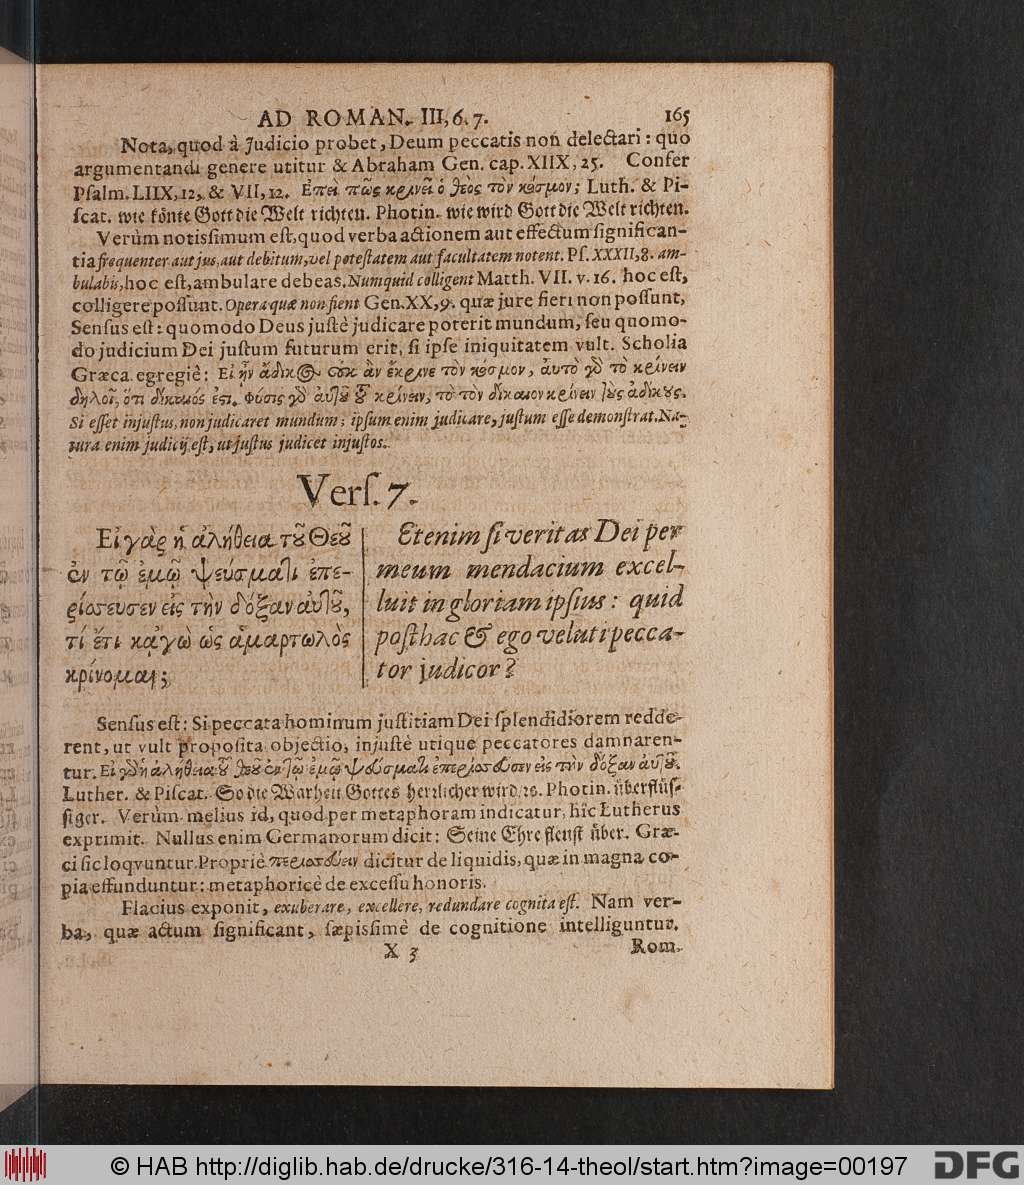 AD ROMAN. III, 6. 7. 165
Nota, quod à Judicio probet, Deum peccatis non delectari: quo
argumentandi genere utitur & Abraham Gen. cap. XIIX, 25. Confer
Psalm. LIIX, 12, & VII, 12. Ἐπεὶ πῶς κρινεῖ ὁ θεὸς τὸν κόσμον; Luth. & Pi-
scat. wie könte Gott die Welt richten. Photin. wie wird Gott die Welt richten.
Verùm notissimum est, quod verba actionem aut effectum significan-
tia frequenter aut jus, aut debitum, vel potestatem aut facultatem notent. Ps. XXXII, 8. am-
bulabis, hoc est, ambulare debeas. Numquid colligent Matth. VII. v. 16. hoc est,
colligere possunt. Opera quæ non fient Gen. XX, 9. quæ jure fieri non possunt,
Sensus est: quomodo Deus justè judicare poterit mundum, seu quomo-
do judicium Dei justum futurum erit, si ipse iniquitatem vult. Scholia
Græca egregiè: Εἰ ἦν ἄδικος οὐκ ἂν ἔκρινε τὸν κόσμον, αὐτὸ γὸ τὸ κρίνειν
δηλοῖ, ὅτι δίκαιός ἐστι. Φύσις γὸ αὐτοῦ τοῦ κρίνειν, τὸ τὸν δίκαιον κρίνειν τοὺς ἀδίκους.
Si esset injustus, non judicaret mundum; ipsum enim judicare, justum esse demonstrat. Na-
tura enim judicij est, ut justus judicet injustos.
Vers. 7.
Εἰ γὰρ ἡ ἀλήθεια τοῦ Θεοῦ
ἐν τῷ ἐμῷ ψεύσματι ἐπε-
ρίσσευσεν εἰς τὴν δόξαν αὐτοῦ,
τί ἔτι κᾀγὼ ὡς ἁμαρτωλὸς
κρίνομαι;
Etenim si veritas Dei per
meum mendacium excel-
luit in gloriam ipsius: quid
posthac & ego veluti pecca-
tor judicor?
Sensus est: Si peccata hominum justitiam Dei splendidiorem redde-
rent, ut vult proposita objectio, injustè utique peccatores damnaren-
tur. Εἰ γὸ ἡ ἀλήθεια τοῦ θεοῦ ἐν τῷ ἐμῷ ψεύσματι ἐπερίσσευσεν εἰς τὴν δόξαν αὐτοῦ.
Luther. & Piscat. So die Warheit Gottes herrlicher wird, ꝛc. Photin. überflüs-
siger. Verùm melius id, quod per metaphoram indicatur, hîc Lutherus
exprimit. Nullus enim Germanorum dicit: Seine Ehre fleust über. Græ-
ci sic loqvuntur. Propriè περισσεύειν dicitur de liquidis, quæ in magna co-
pia effunduntur: metaphoricè de excessu honoris.
Flacius exponit, exuberare, excellere, redundare cognita est. Nam ver-
ba, quæ actum significant, sæpissimè de cognitione intelliguntur.
X 3 Rom.
© HAB http://diglib.hab.de/drucke/316-14-theol/start.htm?image=00197
DFG